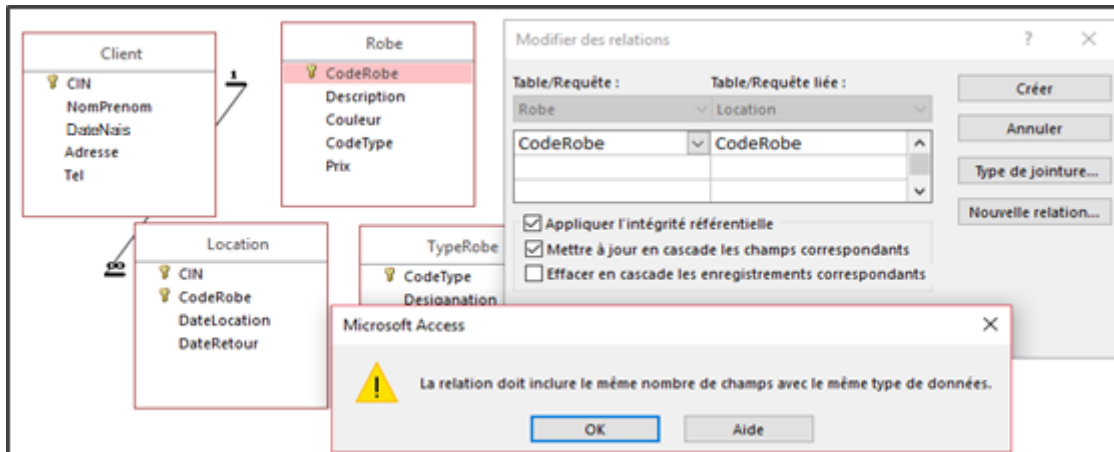 Client
CIN
NomPrenom
DateNais
Adresse
Tel
1
∞
Robe
CodeRobe
Description
Couleur
CodeType
Prix
Location
CIN
CodeRobe
DateLocation
DateRetour
TypeRobe
CodeType
Desiganation
Modifier des relations
? ×
Table/Requête : Table/Requête liée :
Robe Location
CodeRobe CodeRobe
Appliquer l'intégrité référentielle
Mettre à jour en cascade les champs correspondants
Effacer en cascade les enregistrements correspondants
Créer
Annuler
Type de jointure...
Nouvelle relation...
Microsoft Access
La relation doit inclure le même nombre de champs avec le même type de données.
OK Aide